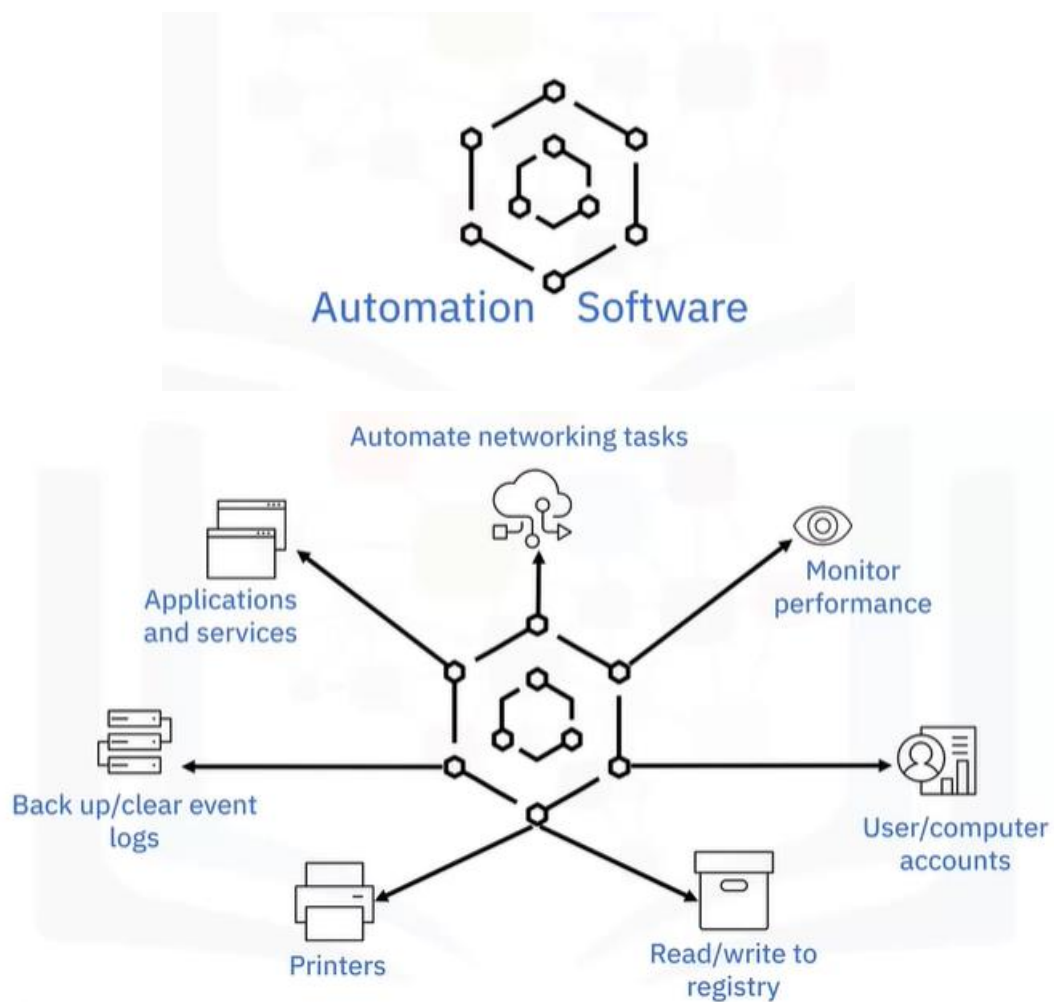 Automation Software
Automate networking tasks
Monitor
performance
Applications
and services
Back up/clear event
logs
User/computer
accounts
Printers
Read/write to
registry